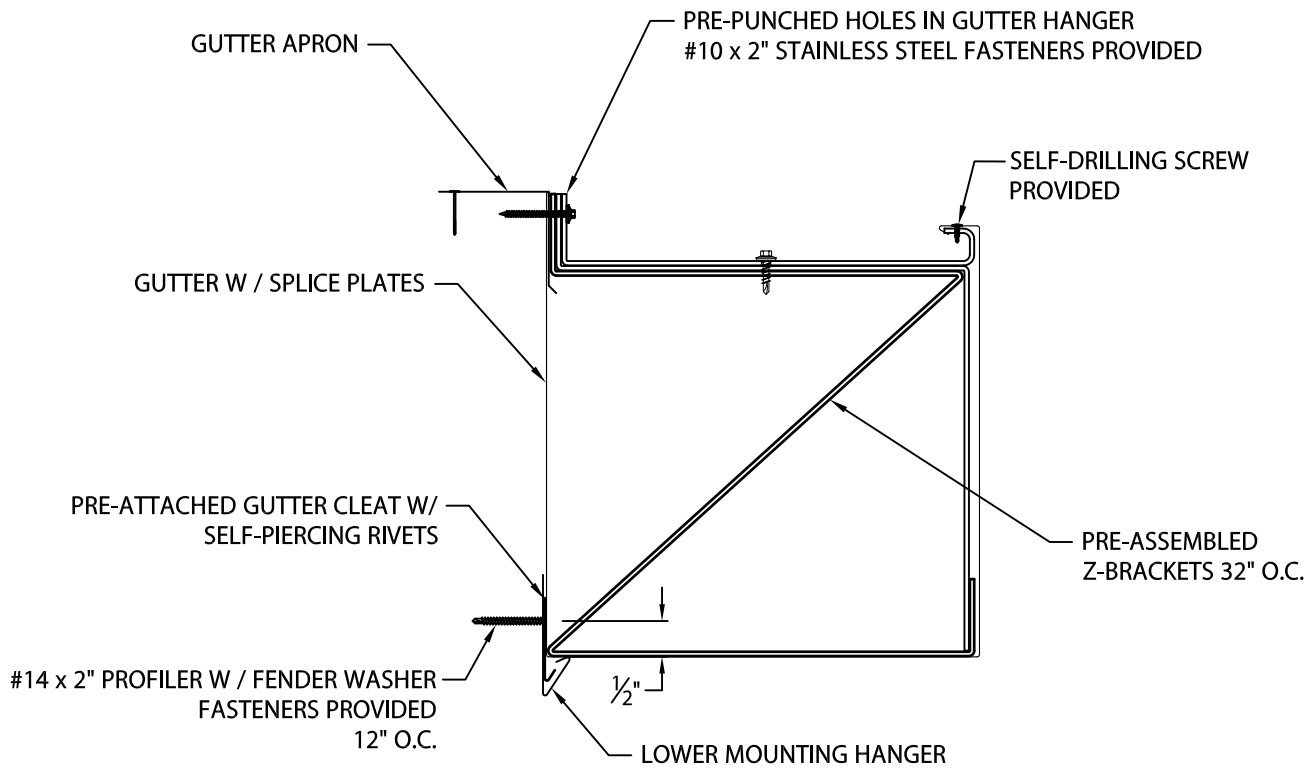 GUTTER APRON
PRE-PUNCHED HOLES IN GUTTER HANGER
#10 x 2" STAINLESS STEEL FASTENERS PROVIDED
SELF-DRILLING SCREW
PROVIDED
GUTTER W / SPLICE PLATES
PRE-ATTACHED GUTTER CLEAT W/
SELF-PIERCING RIVETS
PRE-ASSEMBLED
Z-BRACKETS 32" O.C.
#14 x 2" PROFILER W / FENDER WASHER
FASTENERS PROVIDED
12" O.C.
1/2"
LOWER MOUNTING HANGER